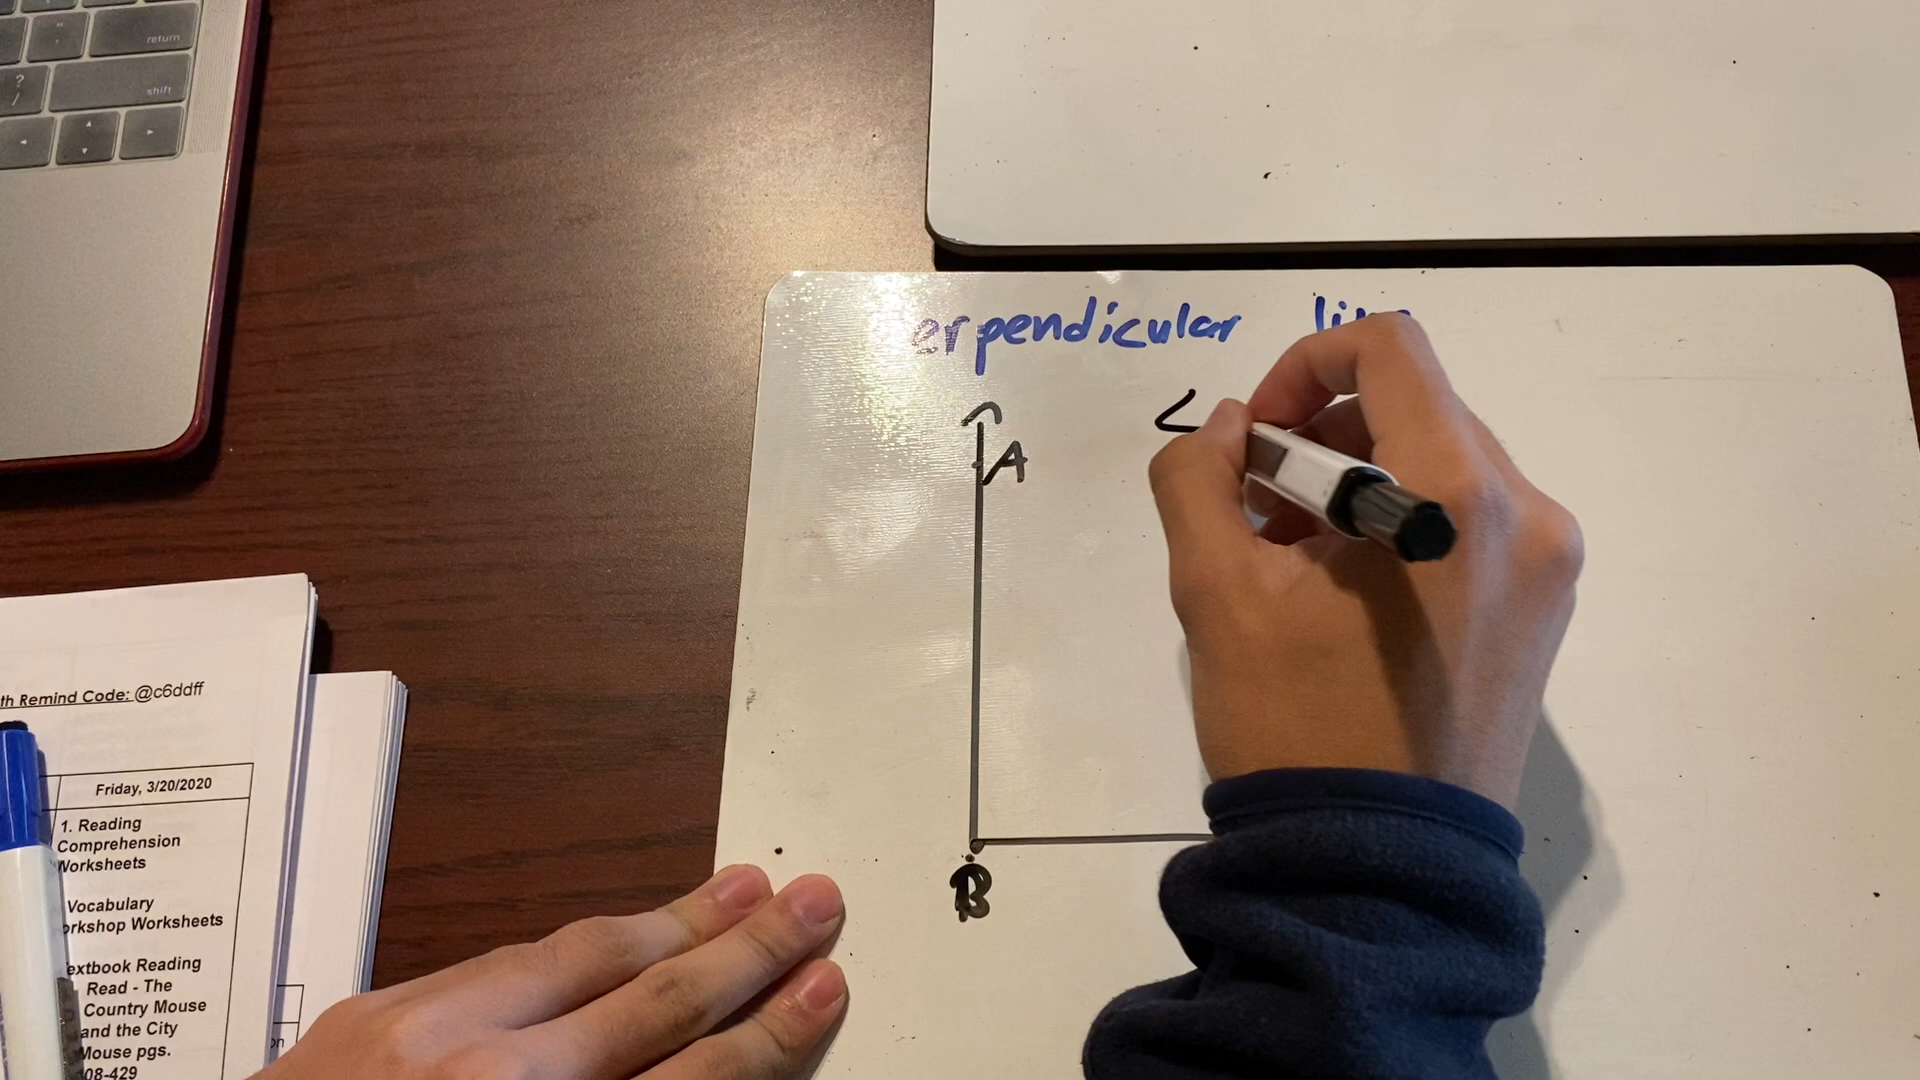 return
?
/
shift
erpendicular
<
A
B
th Remind Code: @c6ddff
Friday, 3/20/2020
1. Reading
Comprehension
Worksheets
Vocabulary
orkshop Worksheets
extbook Reading
Read - The
Country Mouse
and the City
Mouse pgs.
08-429
on